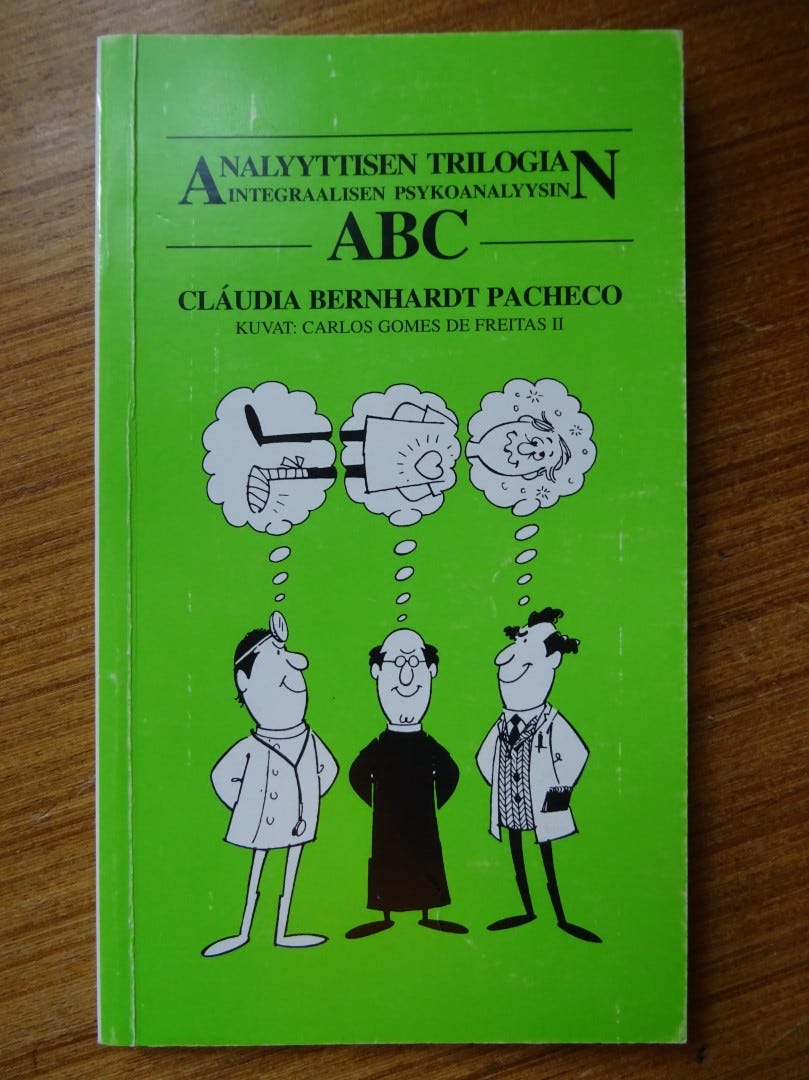 ANALYYTTISEN TRILOGIAN
INTEGRAALISEN PSYKOANALYYSIN
ABC
CLÁUDIA BERNHARDT PACHECO
KUVAT: CARLOS GOMES DE FREITAS II